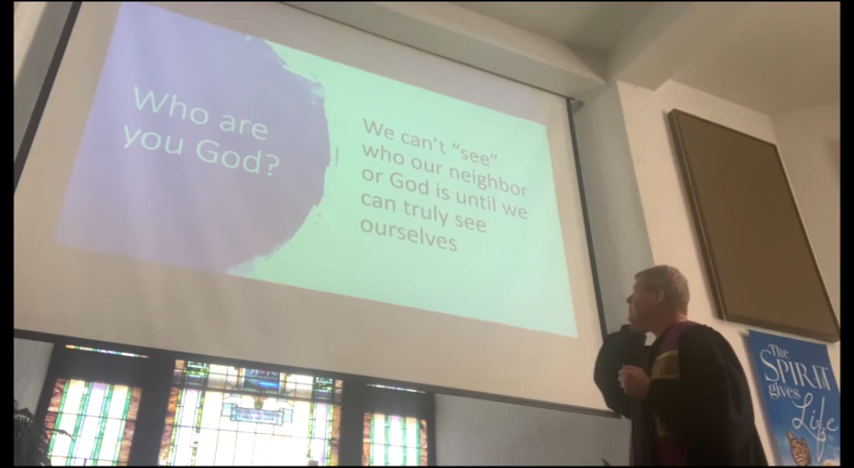 Who are
you God?
We can't "see"
who our neighbor
or God is until we
can truly see
ourselves
The
SPIRIT
gives
Life